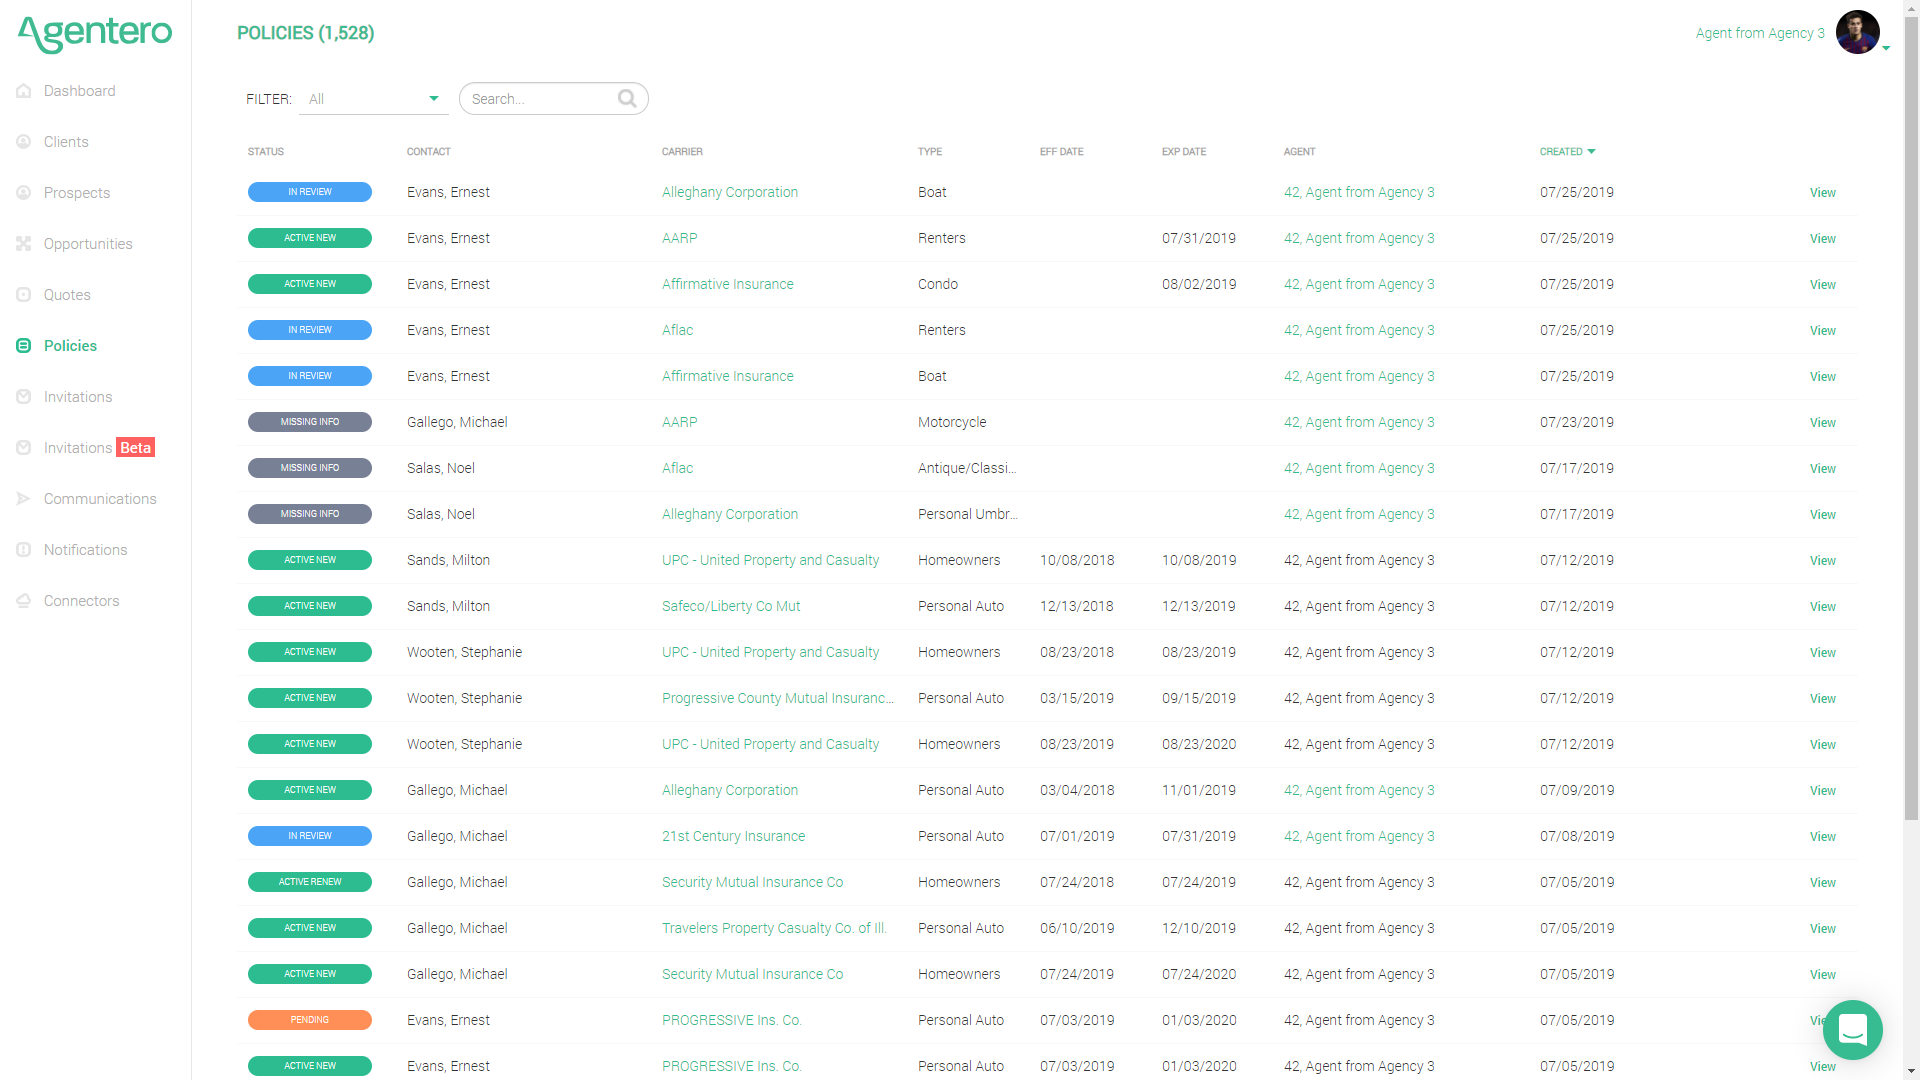 Agentero
POLICIES (1,528)
Agent from Agency 3
Dashboard
Clients
Prospects
Opportunities
Quotes
Policies
Invitations
Invitations Beta
Communications
Notifications
Connectors
FILTER: All Search...
STATUS CONTACT CARRIER TYPE EFF DATE EXP DATE AGENT CREATED
IN REVIEW Evans, Ernest Alleghany Corporation Boat 42, Agent from Agency 3 07/25/2019 View
ACTIVE NEW Evans, Ernest AARP Renters 07/31/2019 42, Agent from Agency 3 07/25/2019 View
ACTIVE NEW Evans, Ernest Affirmative Insurance Condo 08/02/2019 42, Agent from Agency 3 07/25/2019 View
IN REVIEW Evans, Ernest Aflac Renters 42, Agent from Agency 3 07/25/2019 View
IN REVIEW Evans, Ernest Affirmative Insurance Boat 42, Agent from Agency 3 07/25/2019 View
MISSING INFO Gallego, Michael AARP Motorcycle 42, Agent from Agency 3 07/23/2019 View
MISSING INFO Salas, Noel Aflac Antique/Classi... 42, Agent from Agency 3 07/17/2019 View
MISSING INFO Salas, Noel Alleghany Corporation Personal Umbr... 42, Agent from Agency 3 07/17/2019 View
ACTIVE NEW Sands, Milton UPC - United Property and Casualty Homeowners 10/08/2018 10/08/2019 42, Agent from Agency 3 07/12/2019 View
ACTIVE NEW Sands, Milton Safeco/Liberty Co Mut Personal Auto 12/13/2018 12/13/2019 42, Agent from Agency 3 07/12/2019 View
ACTIVE NEW Wooten, Stephanie UPC - United Property and Casualty Homeowners 08/23/2018 08/23/2019 42, Agent from Agency 3 07/12/2019 View
ACTIVE NEW Wooten, Stephanie Progressive County Mutual Insuranc... Personal Auto 03/15/2019 09/15/2019 42, Agent from Agency 3 07/12/2019 View
ACTIVE NEW Wooten, Stephanie UPC - United Property and Casualty Homeowners 08/23/2019 08/23/2020 42, Agent from Agency 3 07/12/2019 View
ACTIVE NEW Gallego, Michael Alleghany Corporation Personal Auto 03/04/2018 11/01/2019 42, Agent from Agency 3 07/09/2019 View
IN REVIEW Gallego, Michael 21st Century Insurance Personal Auto 07/01/2019 07/31/2019 42, Agent from Agency 3 07/08/2019 View
ACTIVE RENEW Gallego, Michael Security Mutual Insurance Co Homeowners 07/24/2018 07/24/2019 42, Agent from Agency 3 07/05/2019 View
ACTIVE NEW Gallego, Michael Travelers Property Casualty Co. of Ill. Personal Auto 06/10/2019 12/10/2019 42, Agent from Agency 3 07/05/2019 View
ACTIVE NEW Gallego, Michael Security Mutual Insurance Co Homeowners 07/24/2019 07/24/2020 42, Agent from Agency 3 07/05/2019 View
PENDING Evans, Ernest PROGRESSIVE Ins. Co. Personal Auto 07/03/2019 01/03/2020 42, Agent from Agency 3 07/05/2019
ACTIVE NEW Evans, Ernest PROGRESSIVE Ins. Co. Personal Auto 07/03/2019 01/03/2020 42, Agent from Agency 3 07/05/2019 View